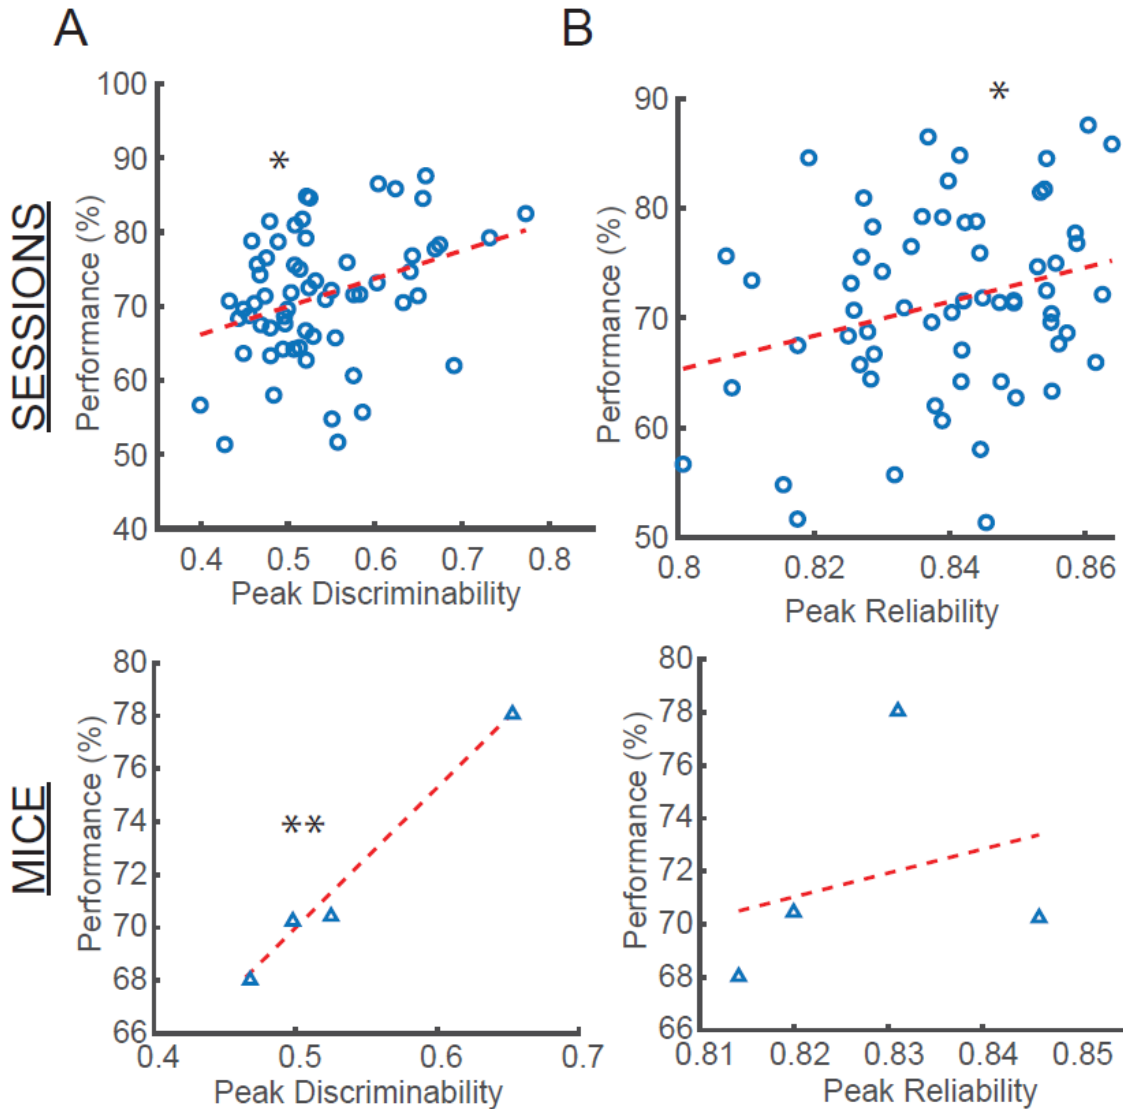 A
B
SESSIONS
Performance (%)
100
90
80
70
60
50
40
*
0.4 0.5 0.6 0.7 0.8
Peak Discriminability
Performance (%)
90
80
70
60
50
*
0.8 0.82 0.84 0.86
Peak Reliability
MICE
Performance (%)
80
78
76
74
72
70
68
66
**
0.4 0.5 0.6 0.7
Peak Discriminability
Performance (%)
80
78
76
74
72
70
68
66
0.81 0.82 0.83 0.84 0.85
Peak Reliability